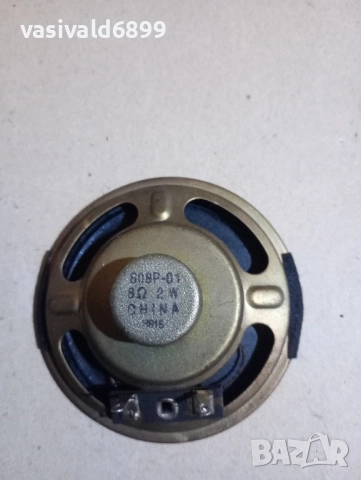 vasivald6899
608P-01
8Ω 2W
CHINA
BAZAR